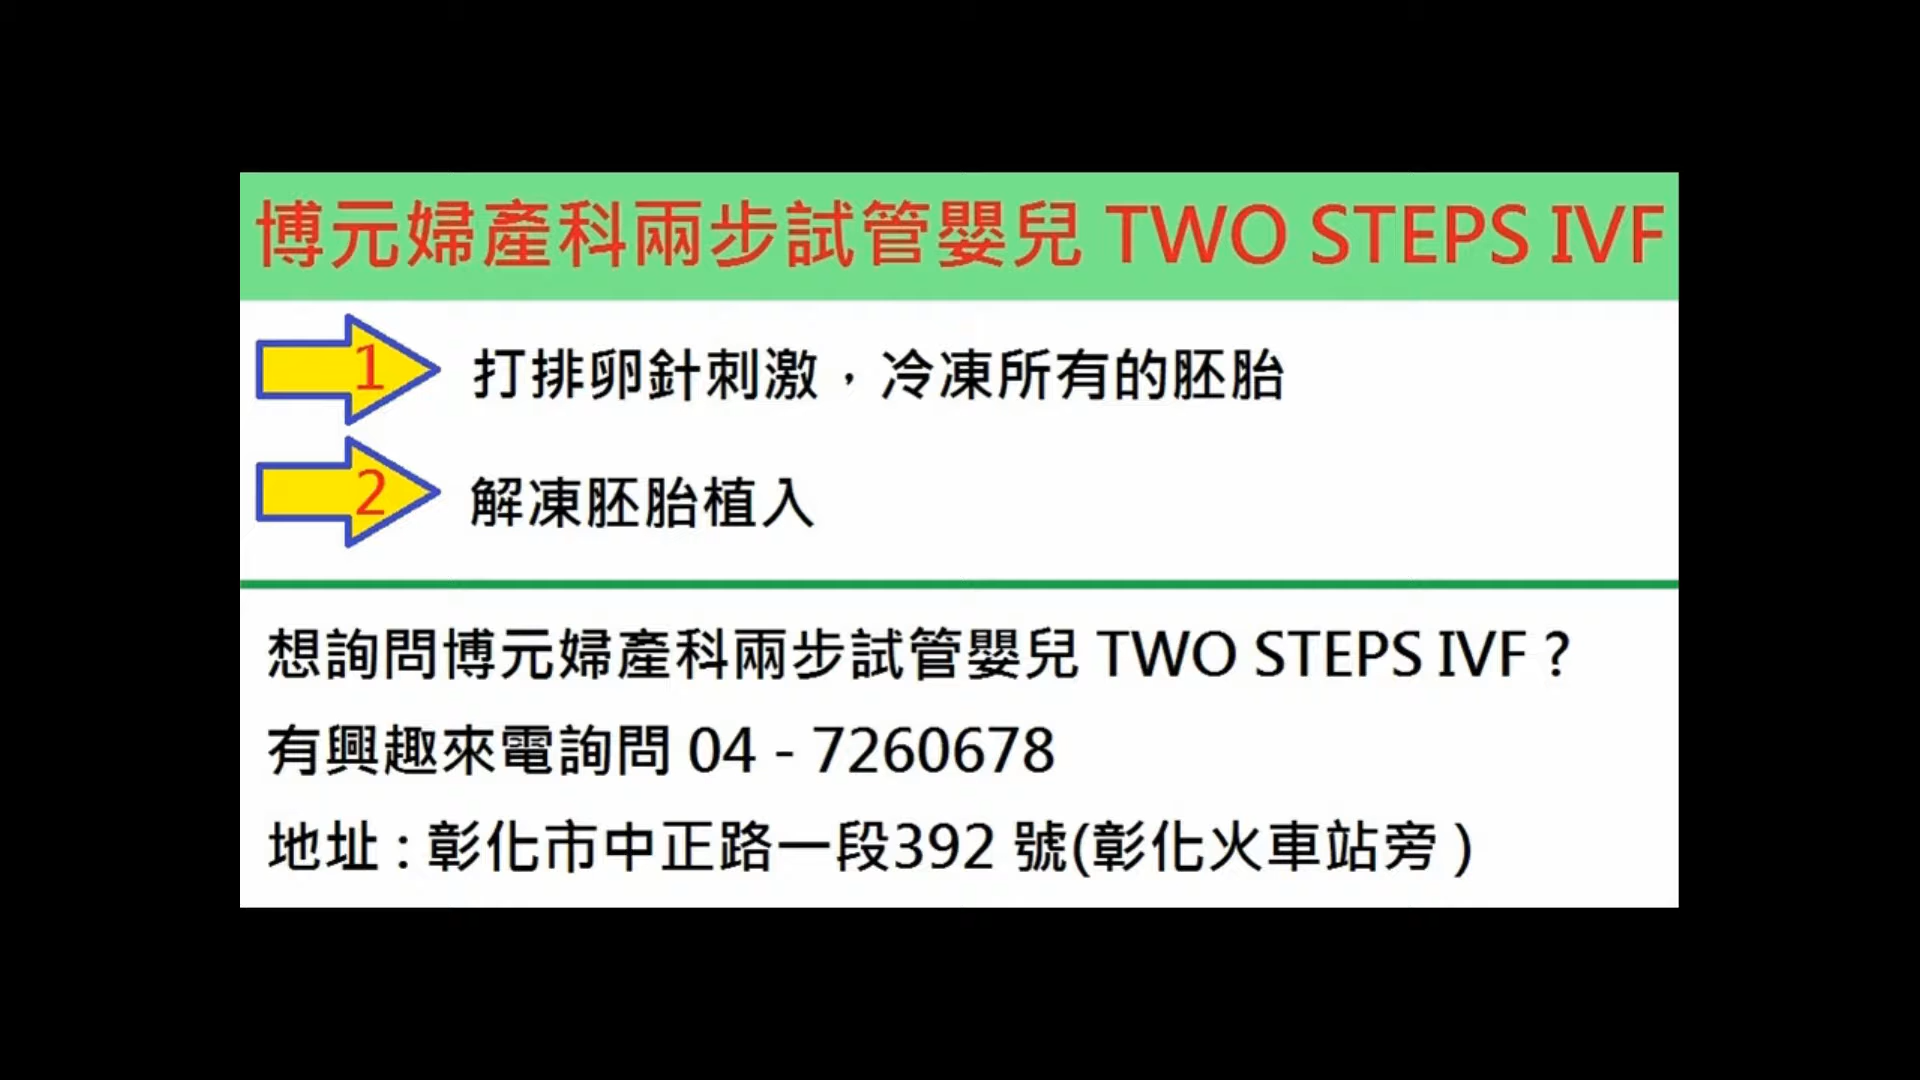 博元婦產科兩步試管嬰兒 TWO STEPS IVF
1 打排卵針刺激，冷凍所有的胚胎
2 解凍胚胎植入
想詢問博元婦產科兩步試管嬰兒 TWO STEPS IVF ?
有興趣來電詢問 04 - 7260678
地址 : 彰化市中正路一段392 號(彰化火車站旁 )